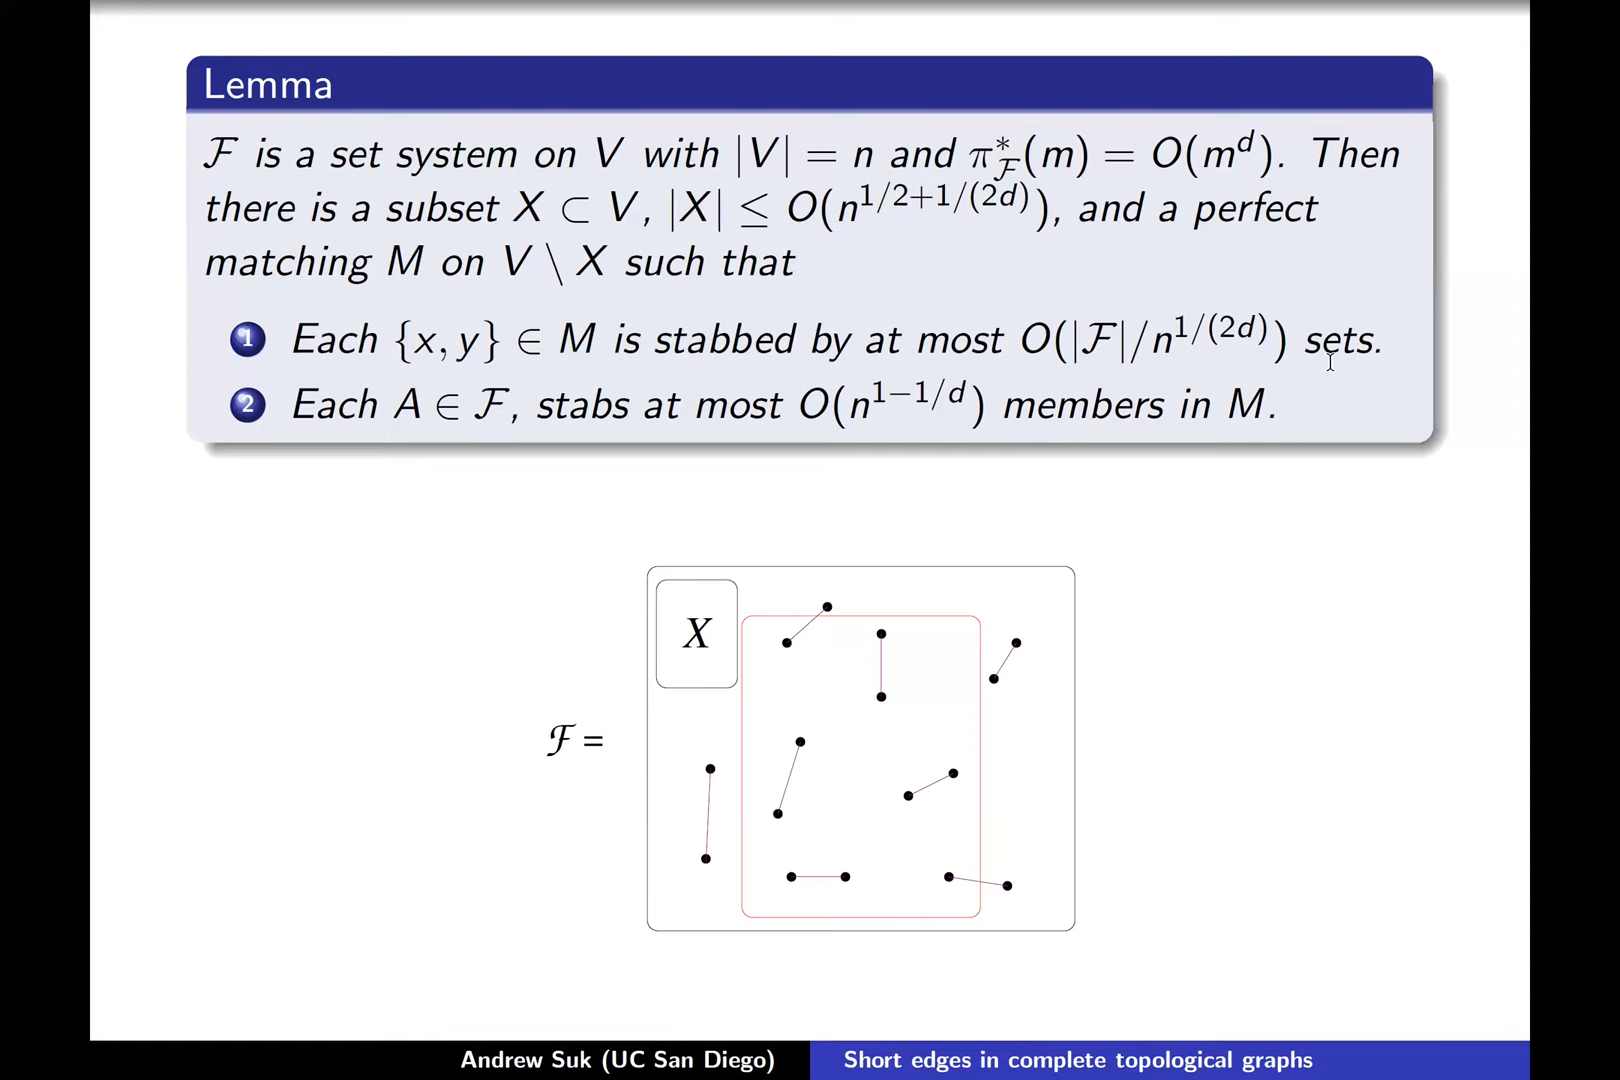 Lemma
𝓕 is a set system on V with |V| = n and π*_𝓕(m) = O(m^d). Then
there is a subset X ⊂ V, |X| ≤ O(n^{1/2+1/(2d)}), and a perfect
matching M on V \ X such that
1 Each {x, y} ∈ M is stabbed by at most O(|𝓕|/n^{1/(2d)}) sets.
2 Each A ∈ 𝓕, stabs at most O(n^{1−1/d}) members in M.
X
𝓕 =
Andrew Suk (UC San Diego) Short edges in complete topological graphs